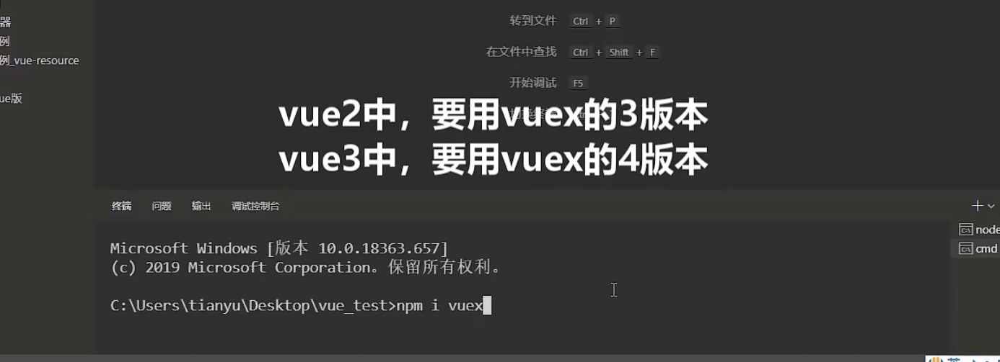 器
例
例_vue-resource
ue版
转到文件 Ctrl + P
在文件中查找 Ctrl + Shift + F
开始调试 F5
vue2中，要用vuex的3版本
vue3中，要用vuex的4版本
终端 问题 输出 调试控制台
node
cmd
Microsoft Windows [版本 10.0.18363.657]
(c) 2019 Microsoft Corporation。保留所有权利。
C:\Users\tianyu\Desktop\vue_test>npm i vuex